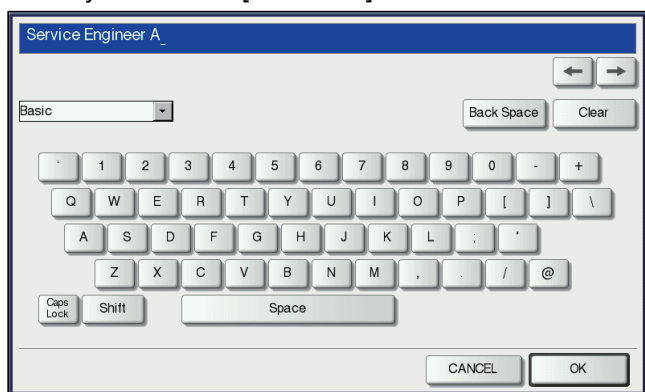 Service Engineer A_
← →
Basic Back Space Clear
` 1 2 3 4 5 6 7 8 9 0 - +
Q W E R T Y U I O P [ ] \
A S D F G H J K L ; '
Z X C V B N M , . / @
Caps Lock Shift Space
CANCEL OK